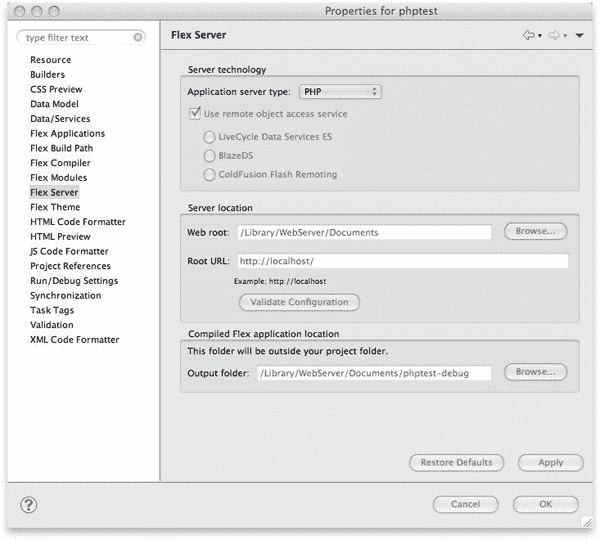 Properties for phptest
type filter text
Flex Server
Resource
Builders
CSS Preview
Data Model
Data/Services
Flex Applications
Flex Build Path
Flex Compiler
Flex Modules
Flex Server
Flex Theme
HTML Code Formatter
HTML Preview
JS Code Formatter
Project References
Run/Debug Settings
Synchronization
Task Tags
Validation
XML Code Formatter
Server technology
Application server type: PHP
Use remote object access service
LiveCycle Data Services ES
BlazeDS
ColdFusion Flash Remoting
Server location
Web root: /Library/WebServer/Documents Browse...
Root URL: http://localhost/
Example: http://localhost
Validate Configuration
Compiled Flex application location
This folder will be outside your project folder.
Output folder: /Library/WebServer/Documents/phptest-debug Browse...
Restore Defaults Apply
? Cancel OK